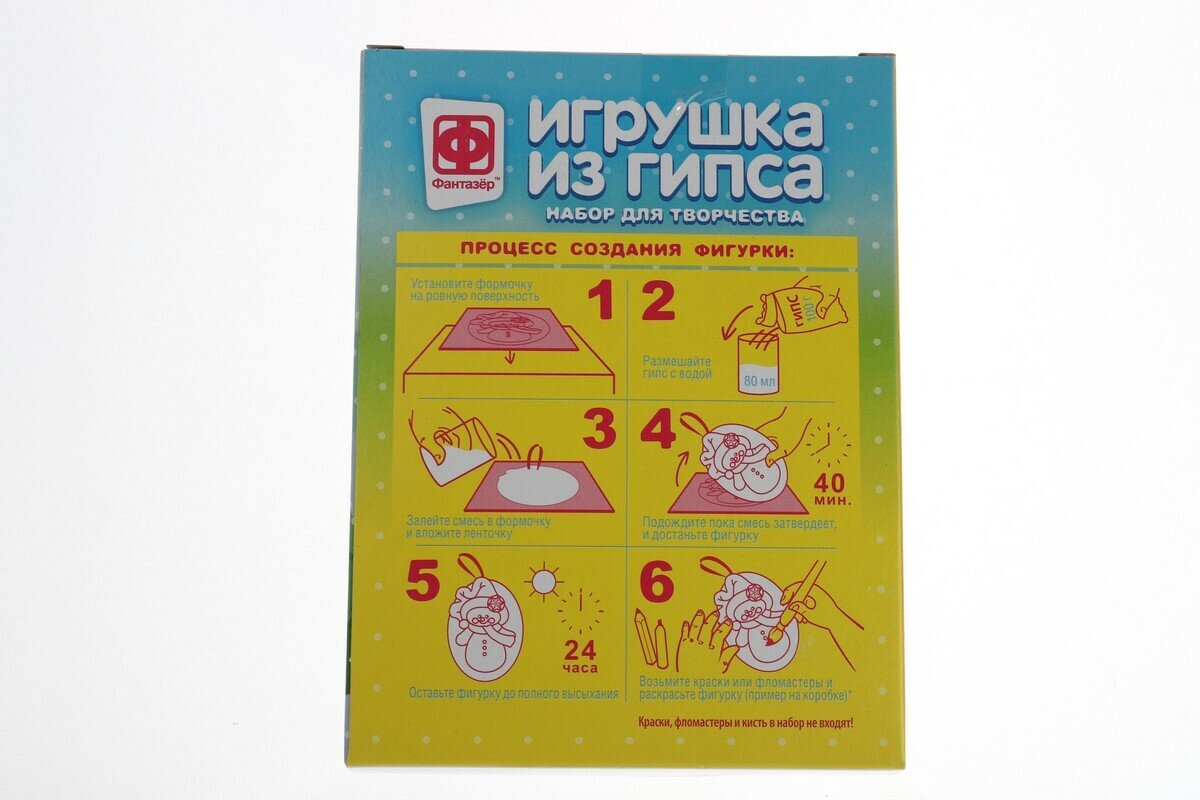 Ф
Фантазёр™
ИГРУШКА
ИЗ ГИПСА
НАБОР ДЛЯ ТВОРЧЕСТВА
ПРОЦЕСС СОЗДАНИЯ ФИГУРКИ:
Установите формочку
на ровную поверхность
1
2
ГИПС
100 г
Размешайте
гипс с водой
80 мл
3
Залейте смесь в формочку
и вложите ленточку
4
40
МИН.
Подождите пока смесь затвердеет,
и достаньте фигурку
5
24
часа
Оставьте фигурку до полного высыхания
6
Возьмите краски или фломастеры и
раскрасьте фигурку (пример на коробке)*
Краски, фломастеры и кисть в набор не входят!